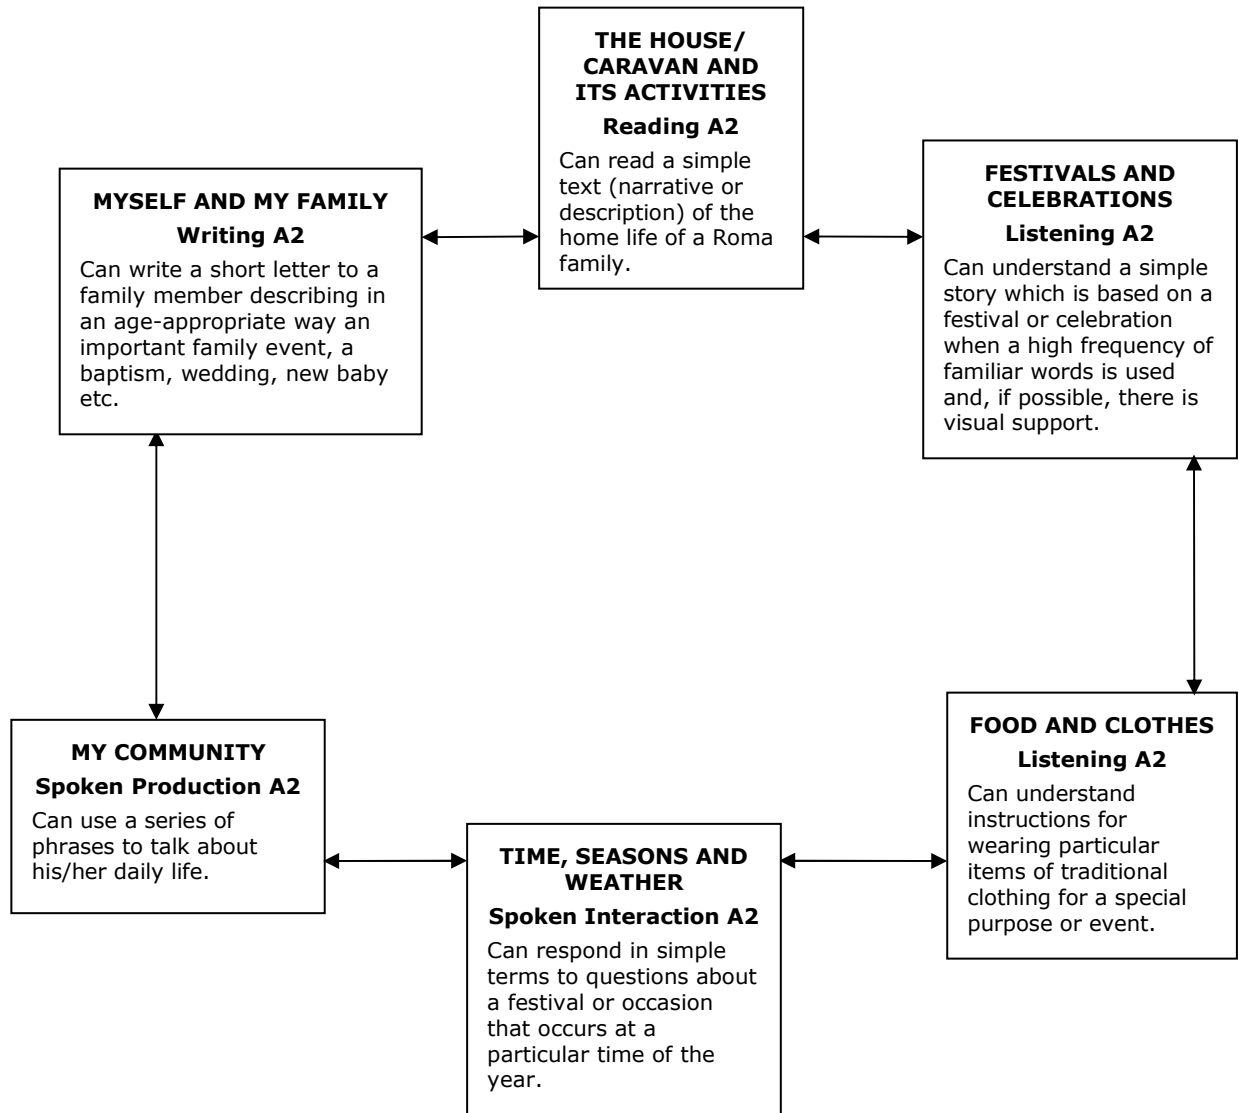 THE HOUSE/
CARAVAN AND
ITS ACTIVITIES
Reading A2
Can read a simple
text (narrative or
description) of the
home life of a Roma
family.
MYSELF AND MY FAMILY
Writing A2
Can write a short letter to a
family member describing in
an age-appropriate way an
important family event, a
baptism, wedding, new baby
etc.
FESTIVALS AND
CELEBRATIONS
Listening A2
Can understand a simple
story which is based on a
festival or celebration
when a high frequency of
familiar words is used
and, if possible, there is
visual support.
MY COMMUNITY
Spoken Production A2
Can use a series of
phrases to talk about
his/her daily life.
TIME, SEASONS AND
WEATHER
Spoken Interaction A2
Can respond in simple
terms to questions about
a festival or occasion
that occurs at a
particular time of the
year.
FOOD AND CLOTHES
Listening A2
Can understand
instructions for
wearing particular
items of traditional
clothing for a special
purpose or event.